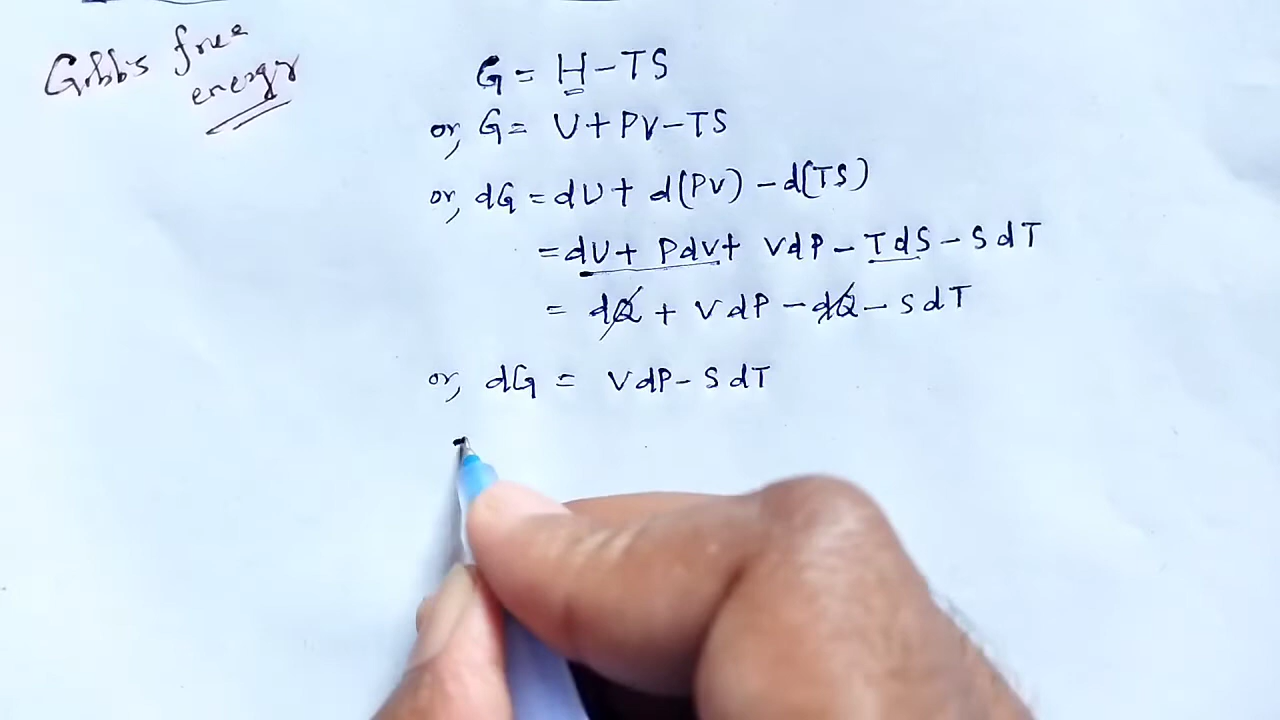 Gibbs free
energy
G = H - TS
or, G = U + PV - TS
or, dG = dU + d(PV) - d(TS)
= dU + PdV + VdP - TdS - SdT
= dQ + VdP - dQ - SdT
or, dG = VdP - SdT